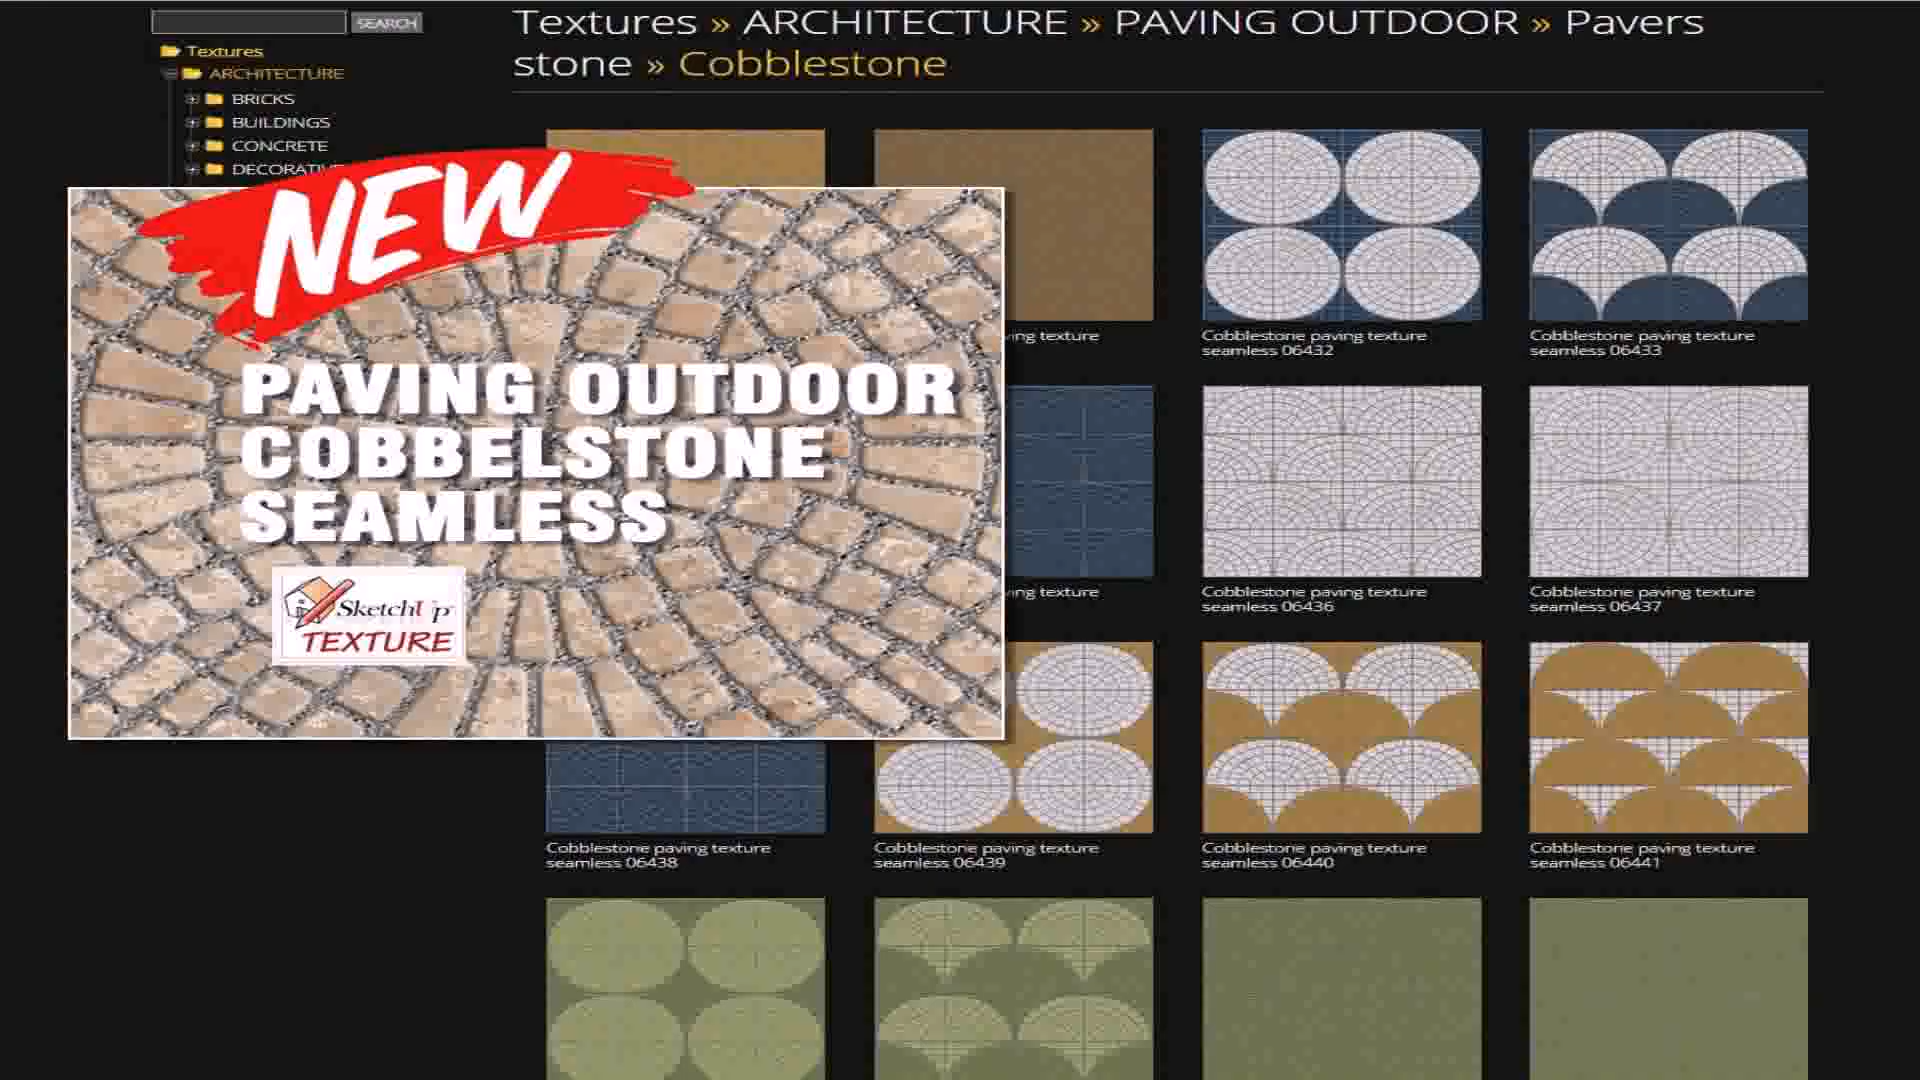 SEARCH
Textures
ARCHITECTURE
BRICKS
BUILDINGS
CONCRETE
Textures » ARCHITECTURE » PAVING OUTDOOR » Pavers
stone » Cobblestone
NEW
PAVING OUTDOOR
COBBELSTONE
SEAMLESS
SketchUp
TEXTURE
texture
Cobblestone paving texture
seamless 06432
Cobblestone paving texture
seamless 06433
texture
Cobblestone paving texture
seamless 06436
Cobblestone paving texture
seamless 06437
Cobblestone paving texture
seamless 06438
Cobblestone paving texture
seamless 06439
Cobblestone paving texture
seamless 06440
Cobblestone paving texture
seamless 06441